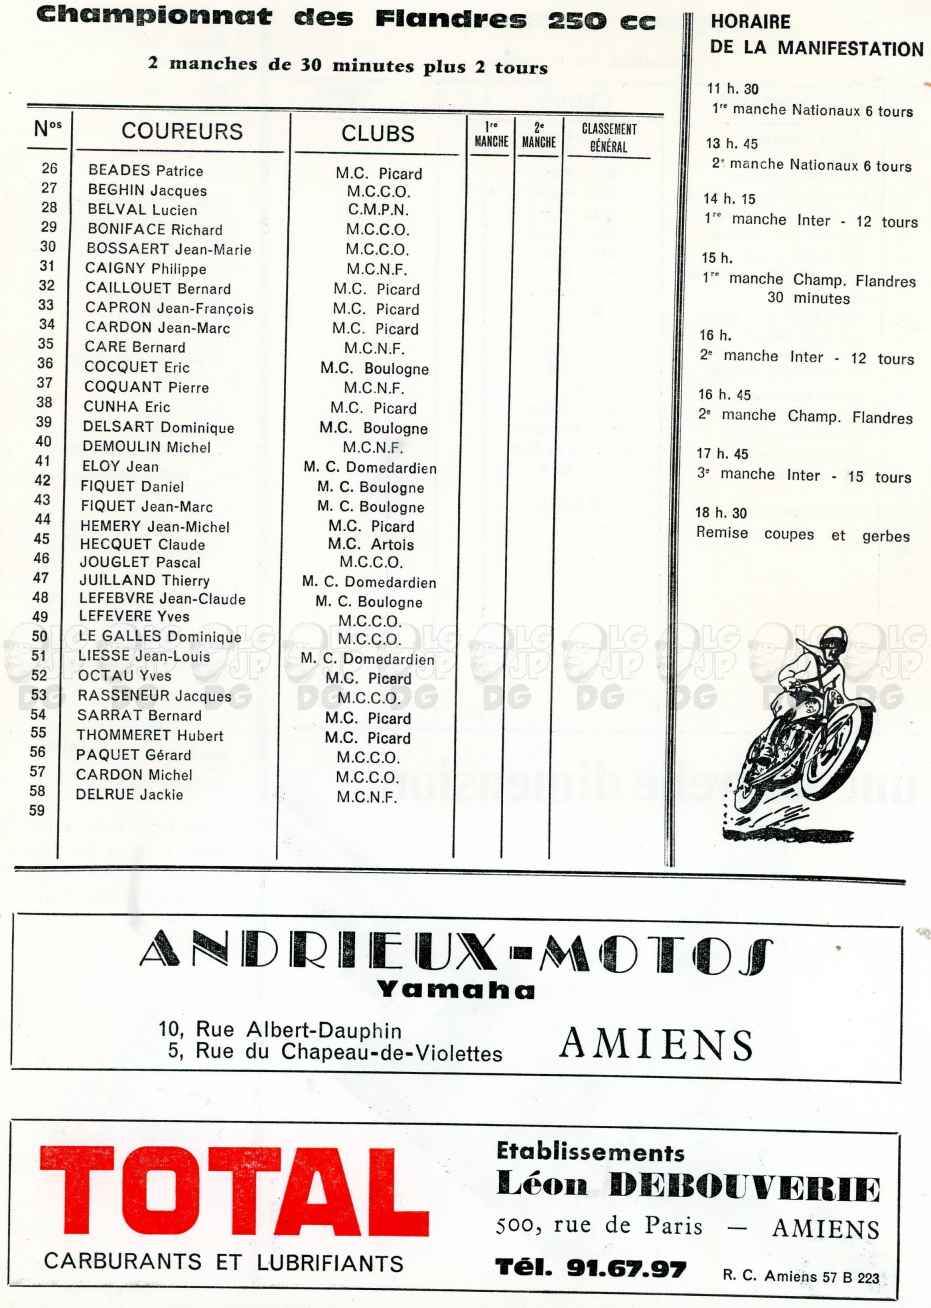 Championnat des Flandres 250 cc
2 manches de 30 minutes plus 2 tours
Nos COUREURS CLUBS 1re MANCHE 2e MANCHE CLASSEMENT GÉNÉRAL
26 BEADES Patrice M.C. Picard
27 BEGHIN Jacques M.C.C.O.
28 BELVAL Lucien C.M.P.N.
29 BONIFACE Richard M.C.C.O.
30 BOSSAERT Jean-Marie M.C.C.O.
31 CAIGNY Philippe M.C.N.F.
32 CAILLOUET Bernard M.C. Picard
33 CAPRON Jean-François M.C. Picard
34 CARDON Jean-Marc M.C. Picard
35 CARE Bernard M.C.N.F.
36 COCQUET Eric M.C. Boulogne
37 COQUANT Pierre M.C.N.F.
38 CUNHA Eric M.C. Picard
39 DELSART Dominique M.C. Boulogne
40 DEMOULIN Michel M.C.N.F.
41 ELOY Jean M. C. Domedardien
42 FIQUET Daniel M. C. Boulogne
43 FIQUET Jean-Marc M. C. Boulogne
44 HEMERY Jean-Michel M.C. Picard
45 HECQUET Claude M.C. Artois
46 JOUGLET Pascal M.C.C.O.
47 JUILLAND Thierry M. C. Domedardien
48 LEFEBVRE Jean-Claude M. C. Boulogne
49 LEFEVERE Yves M.C.C.O.
50 LE GALLES Dominique M.C.C.O.
51 LIESSE Jean-Louis M. C. Domedardien
52 OCTAU Yves M.C. Picard
53 RASSENEUR Jacques M.C.C.O.
54 SARRAT Bernard M.C. Picard
55 THOMMERET Hubert M.C. Picard
56 PAQUET Gérard M.C.C.O.
57 CARDON Michel M.C.C.O.
58 DELRUE Jackie M.C.N.F.
59
HORAIRE
DE LA MANIFESTATION
11 h. 30
1re manche Nationaux 6 tours
13 h. 45
2e manche Nationaux 6 tours
14 h. 15
1re manche Inter - 12 tours
15 h.
1re manche Champ. Flandres
30 minutes
16 h.
2e manche Inter - 12 tours
16 h. 45
2e manche Champ. Flandres
17 h. 45
3e manche Inter - 15 tours
18 h. 30
Remise coupes et gerbes
ANDRIEUX-MOTOS
Yamaha
10, Rue Albert-Dauphin
5, Rue du Chapeau-de-Violettes
AMIENS
TOTAL
CARBURANTS ET LUBRIFIANTS
Etablissements
Léon DEBOUVERIE
500, rue de Paris — AMIENS
Tél. 91.67.97 R. C. Amiens 57 B 223